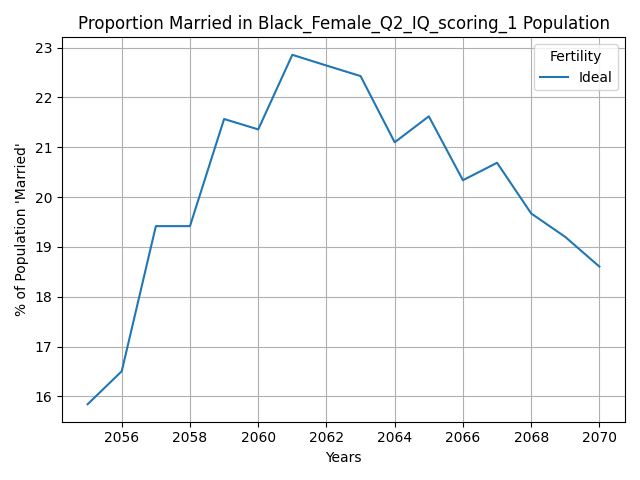 Proportion Married in Black_Female_Q2_IQ_scoring_1 Population
Fertility
Ideal
% of Population 'Married'
23
22
21
20
19
18
17
16
2056 2058 2060 2062 2064 2066 2068 2070
Years